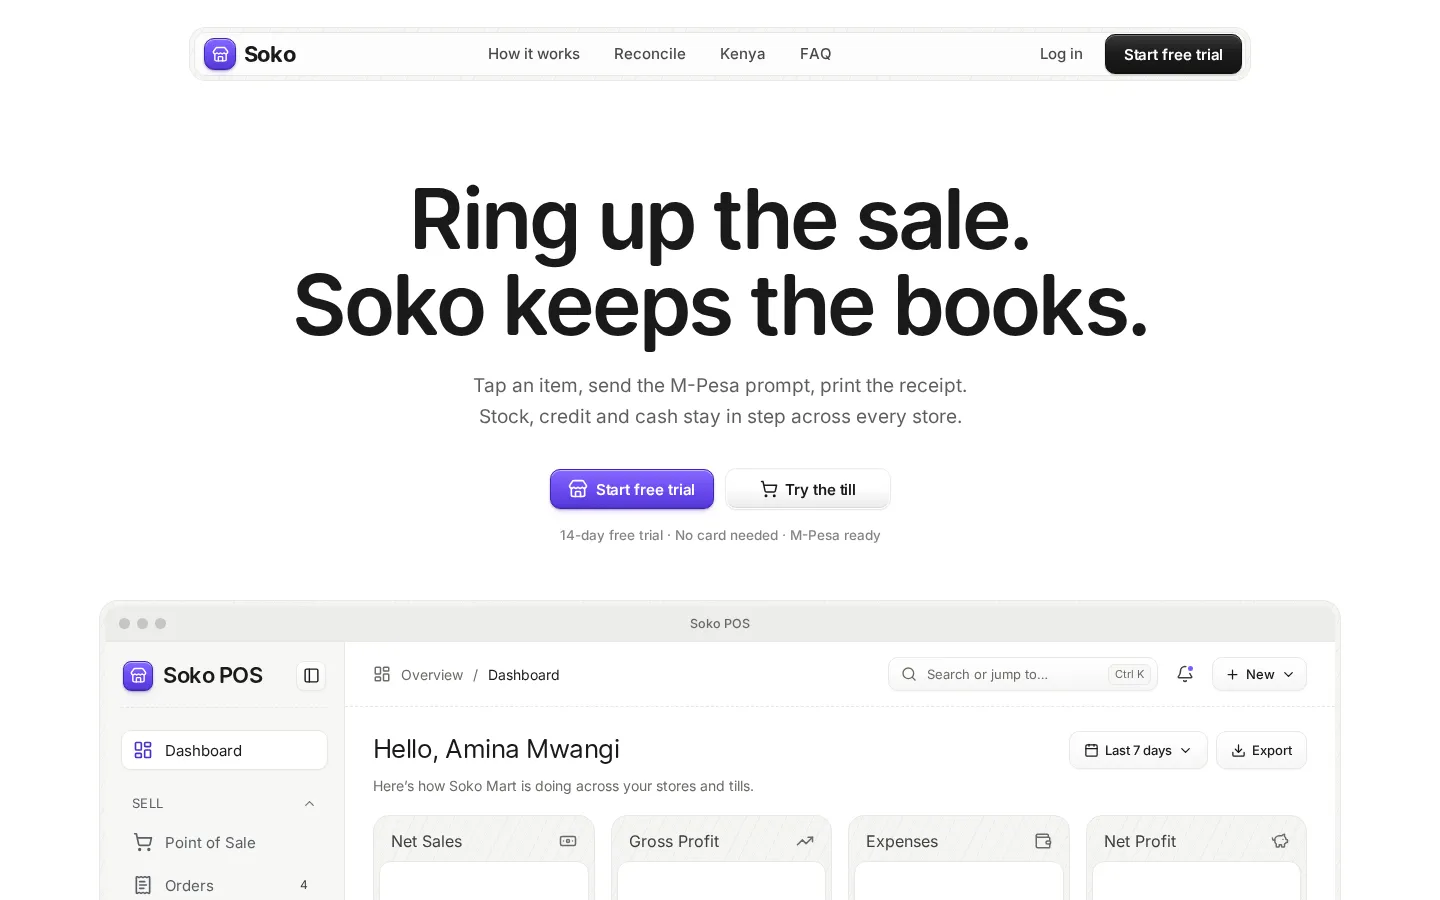 Soko
How it works
Reconcile
Kenya
FAQ
Log in
Start free trial
Ring up the sale.
Soko keeps the books.
Tap an item, send the M-Pesa prompt, print the receipt.
Stock, credit and cash stay in step across every store.
Start free trial
Try the till
14-day free trial · No card needed · M-Pesa ready
Soko POS
Soko POS
Overview / Dashboard
Search or jump to...
Ctrl K
New
Dashboard
SELL
Point of Sale
Orders
4
Hello, Amina Mwangi
Last 7 days
Export
Here’s how Soko Mart is doing across your stores and tills.
Net Sales
Gross Profit
Expenses
Net Profit